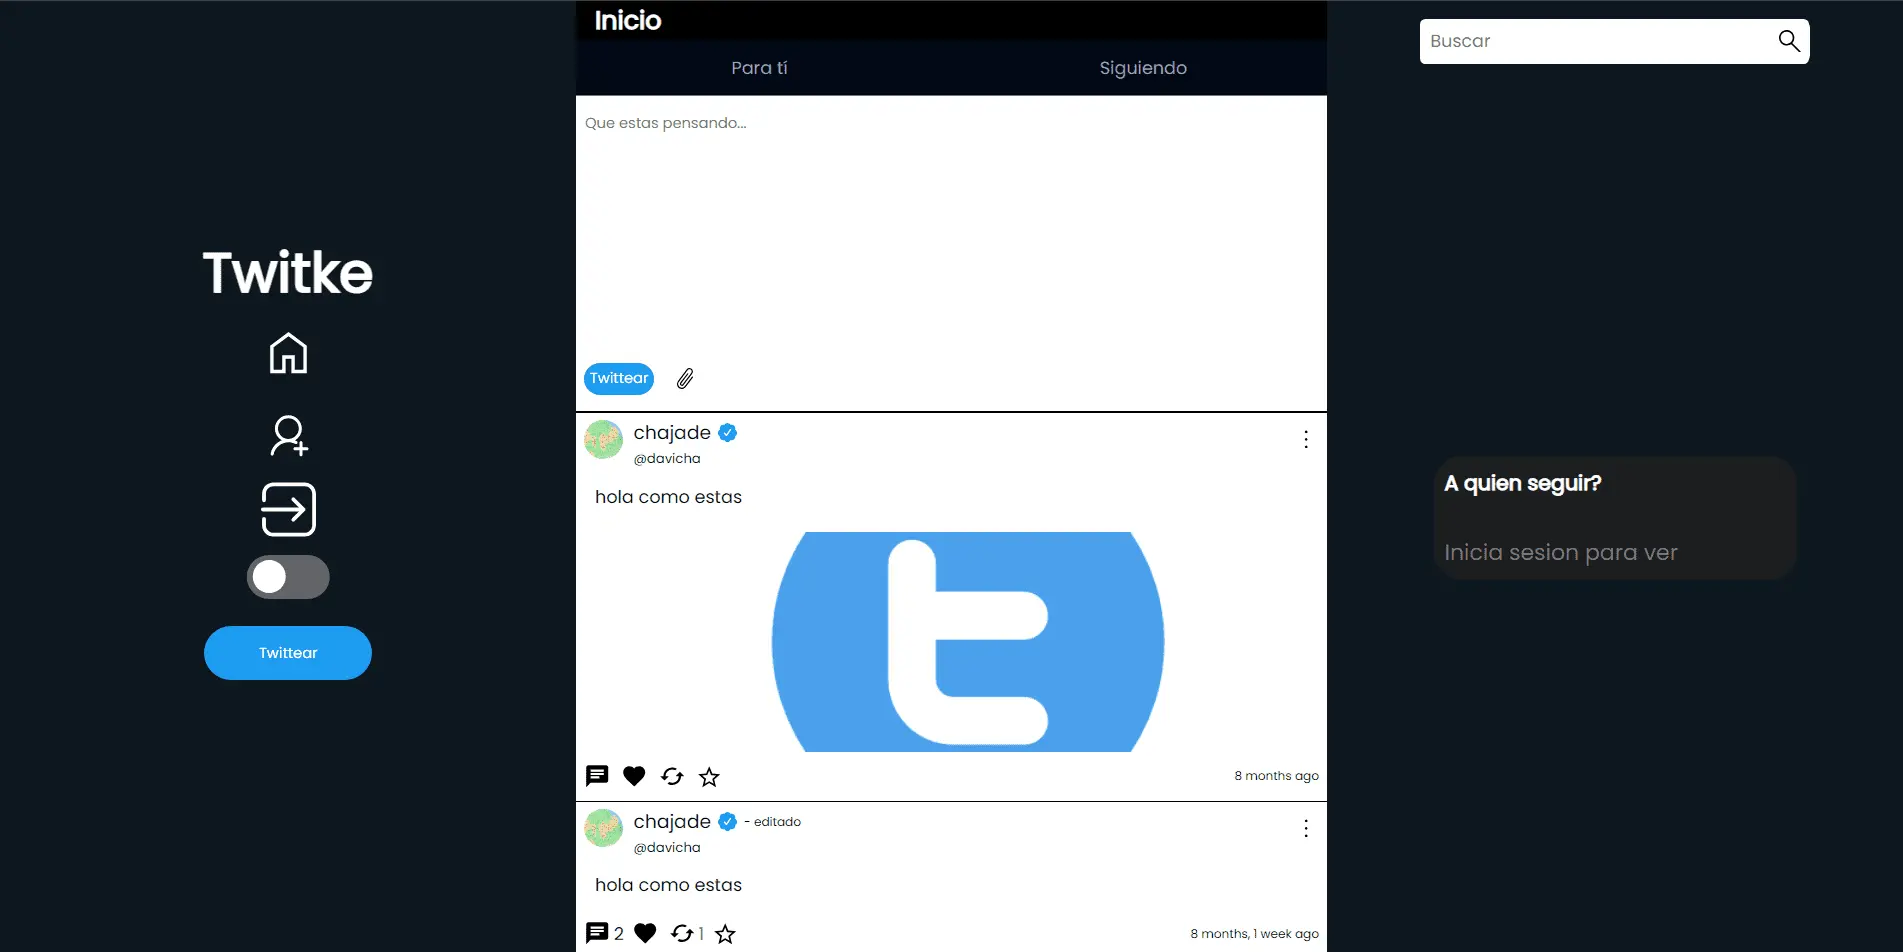 Twitke
Twittear
Inicio
Para tí
Siguiendo
Que estas pensando...
Twittear
chajade
@davicha
hola como estas
8 months ago
chajade - editado
@davicha
hola como estas
2 1
8 months, 1 week ago
Buscar
A quien seguir?
Inicia sesion para ver